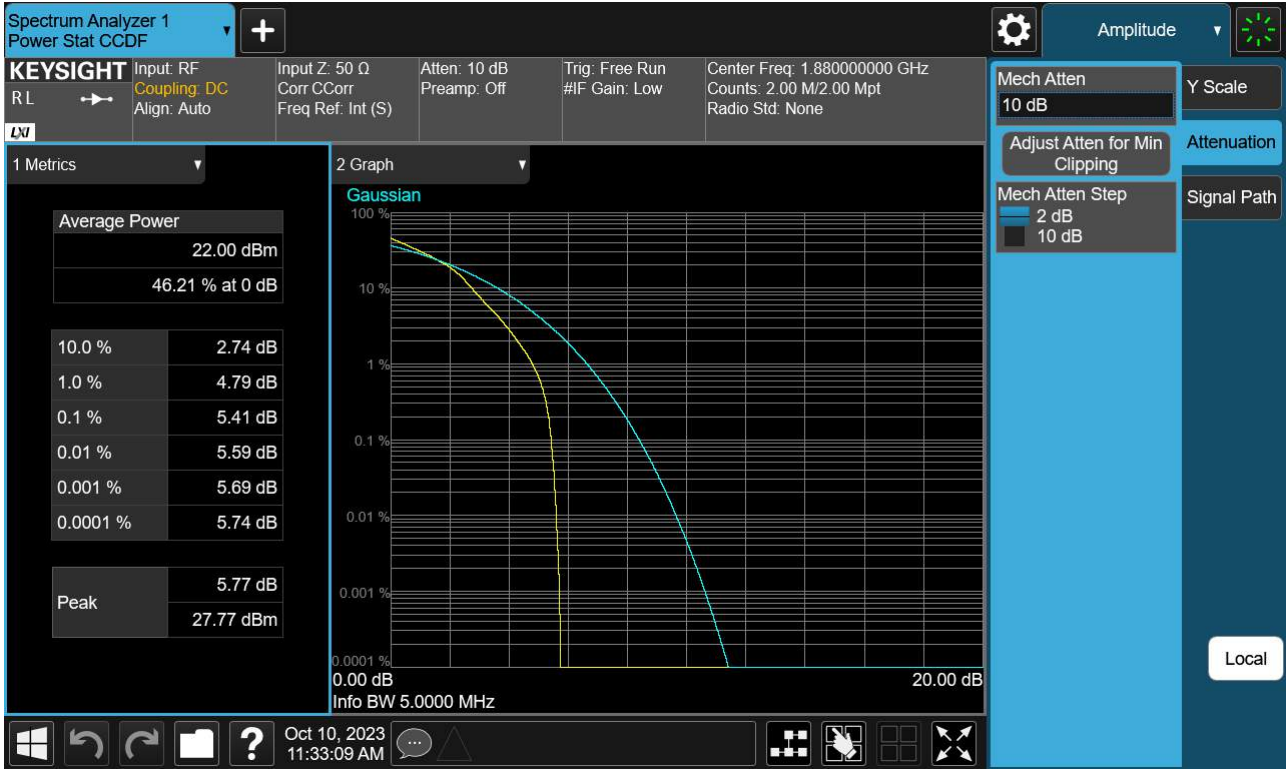 Spectrum Analyzer 1
Power Stat CCDF
+
Amplitude
KEYSIGHT
RL
LXI
Input: RF
Coupling: DC
Align: Auto
Input Z: 50 Ω
Corr CCorr
Freq Ref: Int (S)
Atten: 10 dB
Preamp: Off
Trig: Free Run
#IF Gain: Low
Center Freq: 1.880000000 GHz
Counts: 2.00 M/2.00 Mpt
Radio Std: None
Mech Atten
10 dB
Adjust Atten for Min
Clipping
Mech Atten Step
2 dB
10 dB
Y Scale
Attenuation
Signal Path
Local
1 Metrics
Average Power
22.00 dBm
46.21 % at 0 dB
10.0 % 2.74 dB
1.0 % 4.79 dB
0.1 % 5.41 dB
0.01 % 5.59 dB
0.001 % 5.69 dB
0.0001 % 5.74 dB
Peak
5.77 dB
27.77 dBm
2 Graph
Gaussian
100 %
10 %
1 %
0.1 %
0.01 %
0.001 %
0.0001 %
0.00 dB 20.00 dB
Info BW 5.0000 MHz
?
Oct 10, 2023
11:33:09 AM